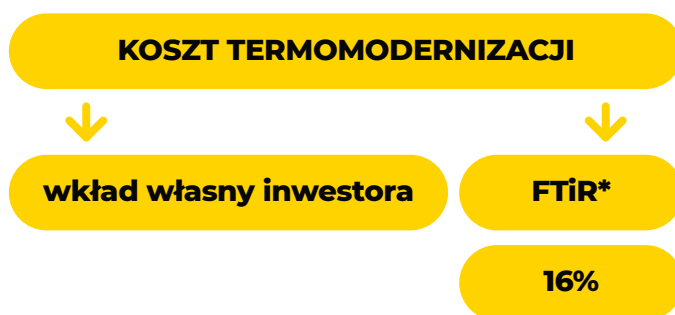 KOSZT TERMOMODERNIZACJI
wkład własny inwestora
FTiR*
16%